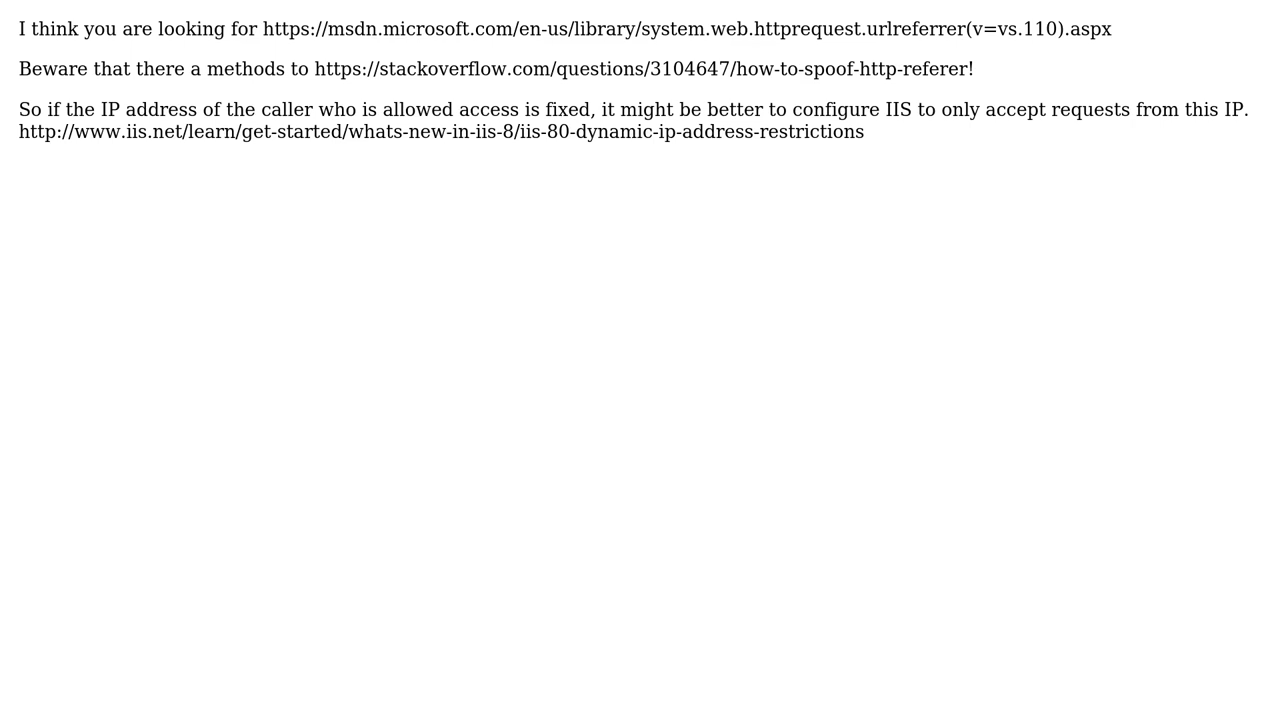 I think you are looking for https://msdn.microsoft.com/en-us/library/system.web.httprequest.urlreferrer(v=vs.110).aspx
Beware that there a methods to https://stackoverflow.com/questions/3104647/how-to-spoof-http-referer!
So if the IP address of the caller who is allowed access is fixed, it might be better to configure IIS to only accept requests from this IP.
http://www.iis.net/learn/get-started/whats-new-in-iis-8/iis-80-dynamic-ip-address-restrictions